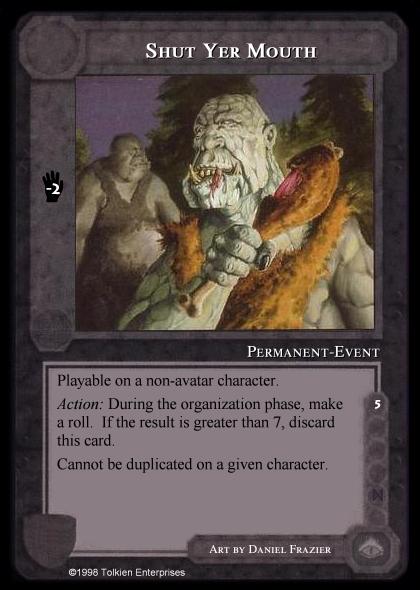 Shut Yer Mouth
-2
Permanent-Event
Playable on a non-avatar character.
Action: During the organization phase, make
a roll. If the result is greater than 7, discard
this card.
Cannot be duplicated on a given character.
5
N
Art by Daniel Frazier
©1998 Tolkien Enterprises